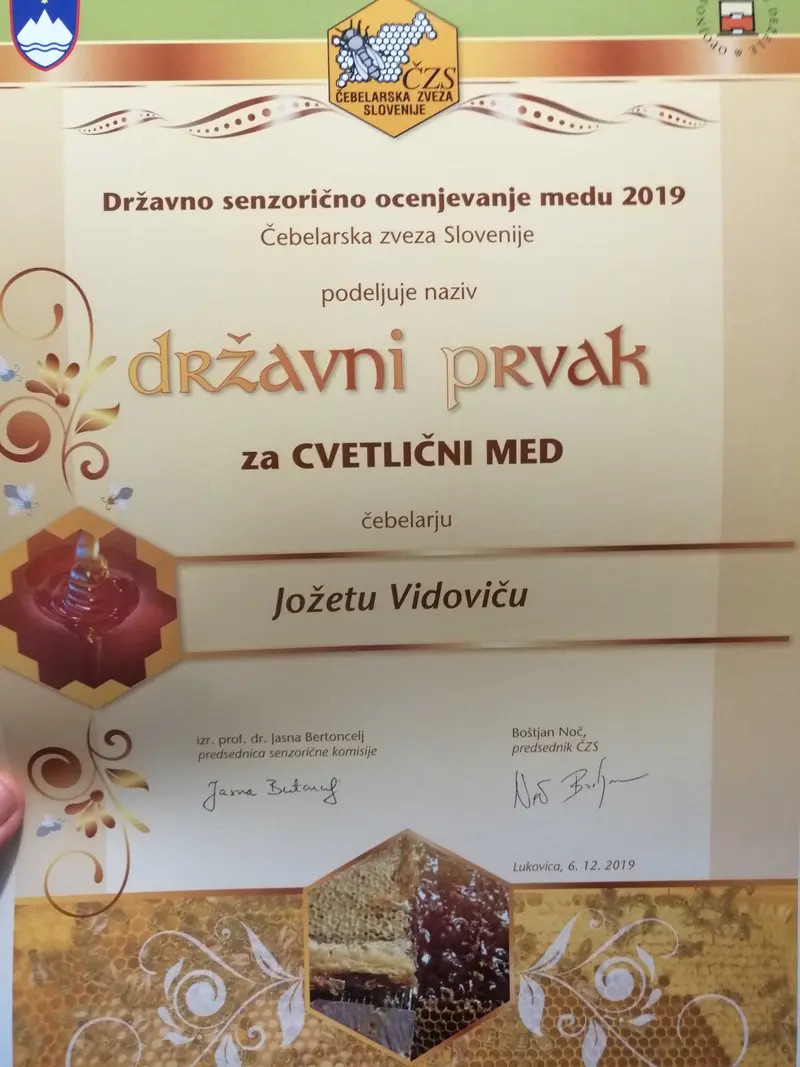 ČZS
ČEBELARSKA ZVEZA
SLOVENIJE
Državno senzorično ocenjevanje medu 2019
Čebelarska zveza Slovenije
podeljuje naziv
državni prvak
za CVETLIČNI MED
čebelarju
Jožetu Vidoviču
izr. prof. dr. Jasna Bertoncelj
predsednica senzorične komisije
Boštjan Noč,
predsednik ČZS
Lukovica, 6. 12. 2019